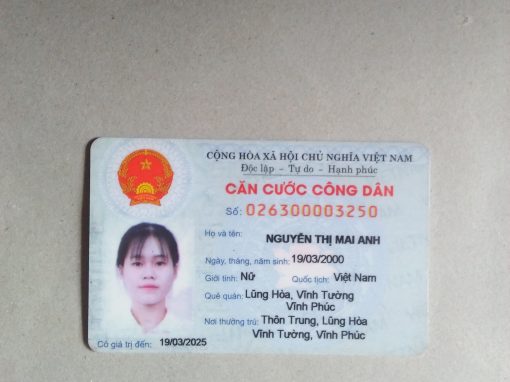 CỘNG HÒA XÃ HỘI CHỦ NGHĨA VIỆT NAM
Độc lập – Tự do – Hạnh phúc
CĂN CƯỚC CÔNG DÂN
Số: 026300003250
Họ và tên:
NGUYỄN THỊ MAI ANH
Ngày, tháng, năm sinh: 19/03/2000
Giới tính: Nữ Quốc tịch: Việt Nam
Quê quán: Lũng Hòa, Vĩnh Tường
Vĩnh Phúc
Nơi thường trú: Thôn Trung, Lũng Hòa
Vĩnh Tường, Vĩnh Phúc
Có giá trị đến: 19/03/2025